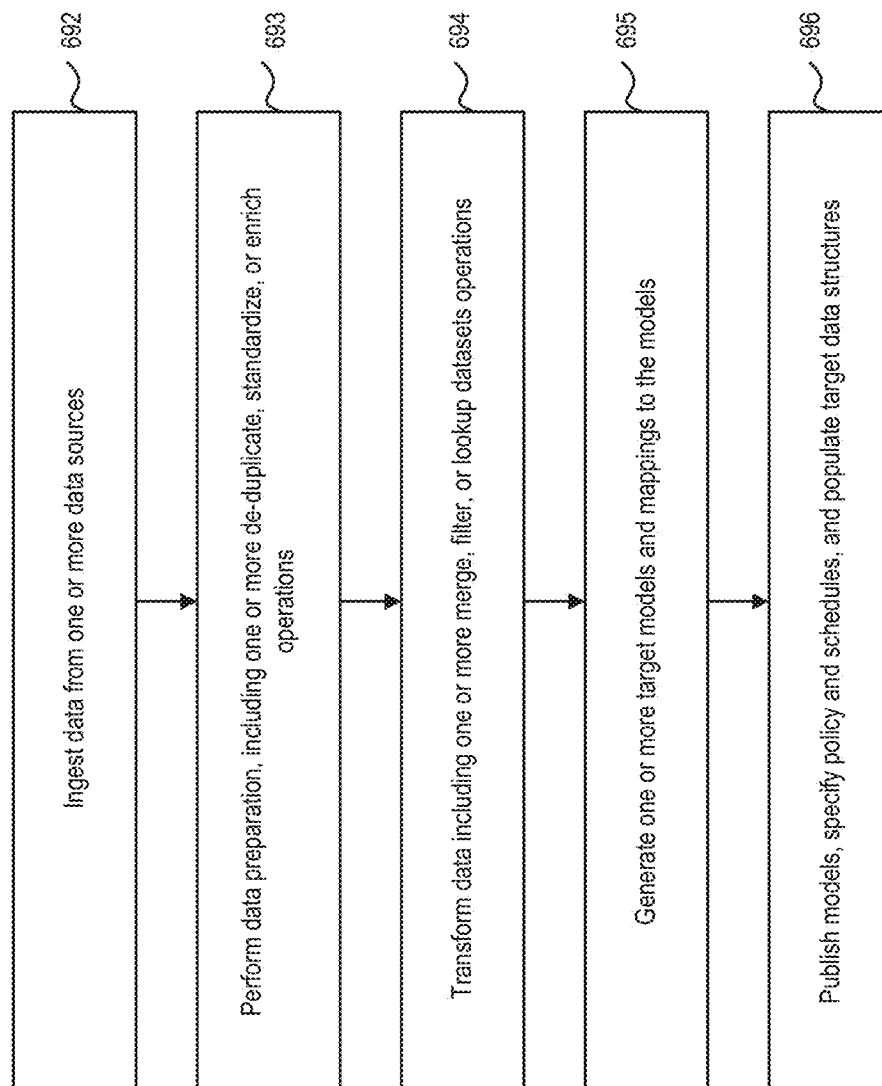 Ingest data from one or more data sources
692
Perform data preparation, including one or more de-duplicate, standardize, or enrich
operations
693
Transform data including one or more merge, filter, or lookup datasets operations
694
Generate one or more target models and mappings to the models
695
Publish models, specify policy and schedules, and populate target data structures
696